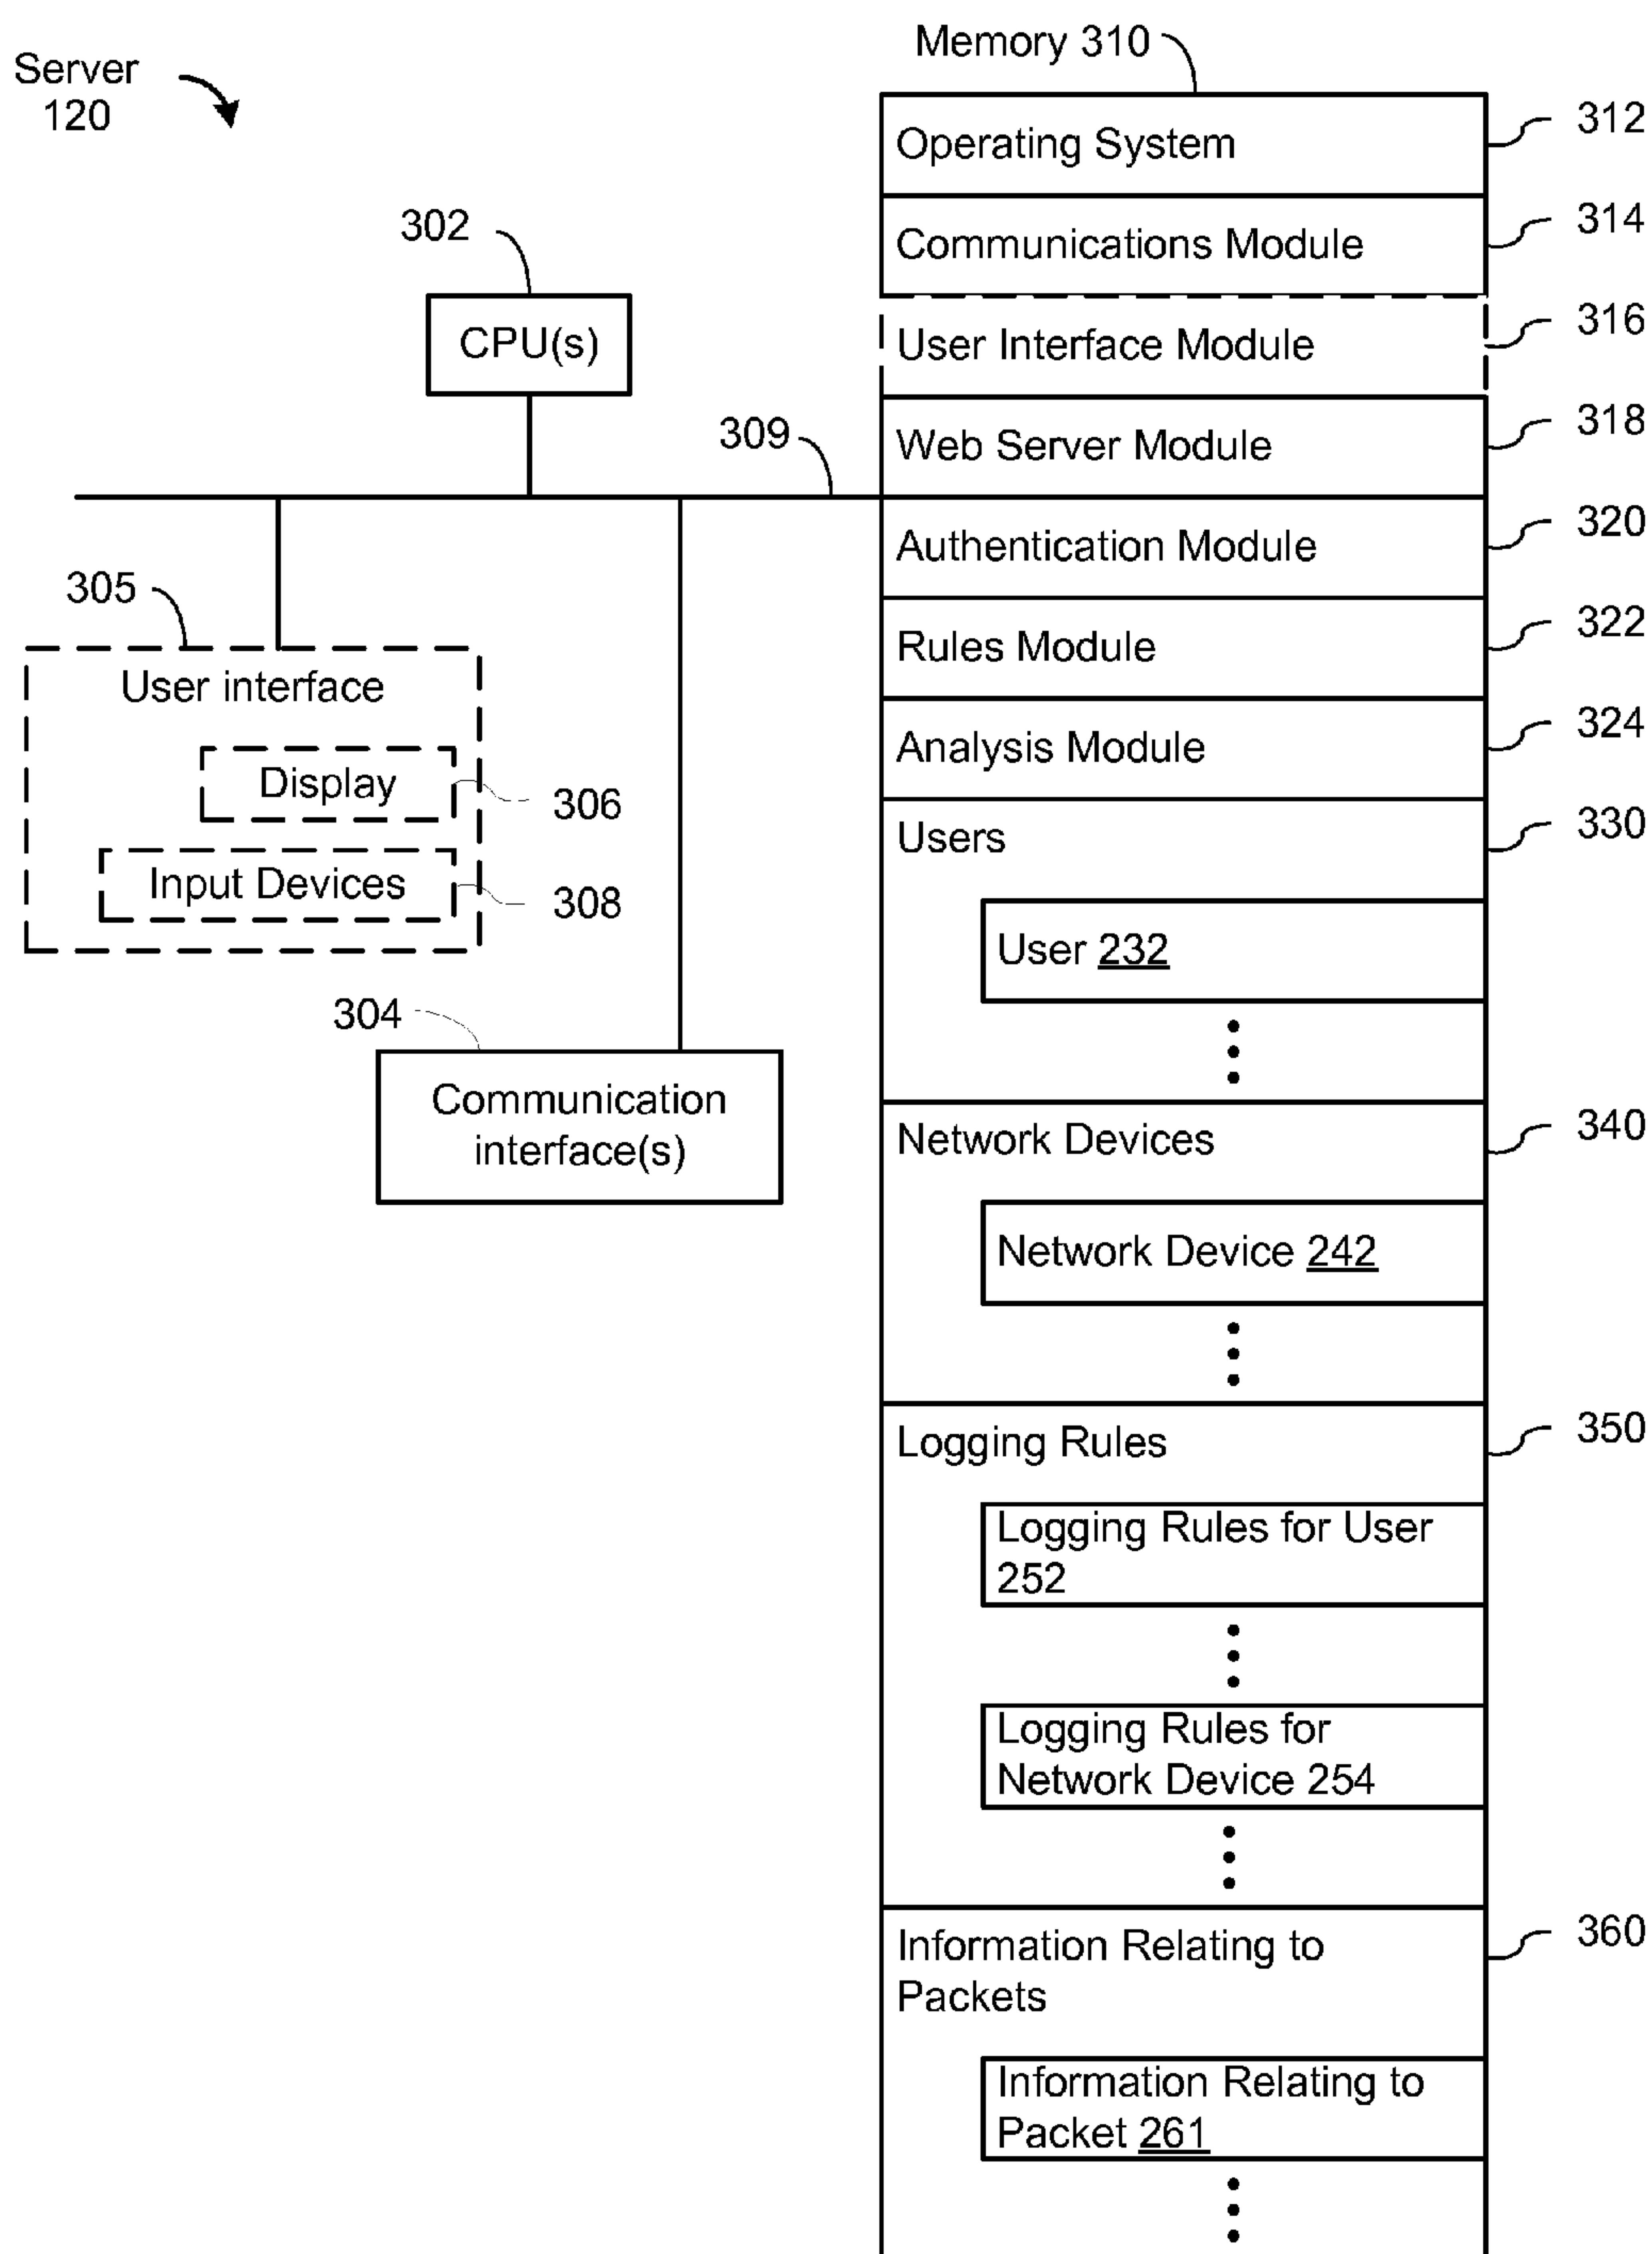 Server
120
Memory 310
Operating System
312
Communications Module
314
302
CPU(s)
User Interface Module
316
309
Web Server Module
318
Authentication Module
320
305
Rules Module
322
User interface
Analysis Module
324
Display
306
Users
330
Input Devices
308
User 232
304
Communication
interface(s)
Network Devices
340
Network Device 242
Logging Rules
350
Logging Rules for User
252
Logging Rules for
Network Device 254
Information Relating to
Packets
360
Information Relating to
Packet 261